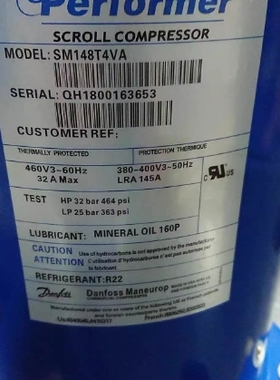 Performer
SCROLL COMPRESSOR
MODEL: SM148T4VA
SERIAL: QH1800163653
CUSTOMER REF:
THERMALLY PROTECTED THERMALLY PROTECTED
460V3~60Hz 380-400V3~50Hz
32 A Max LRA 145A
TEST HP 32 bar 464 psi
LP 25 bar 363 psi
LUBRICANT: MINERAL OIL 160P
CAUTION
ATTENTION
REFRIGERANT: R22
Danfoss Danfoss Maneurop